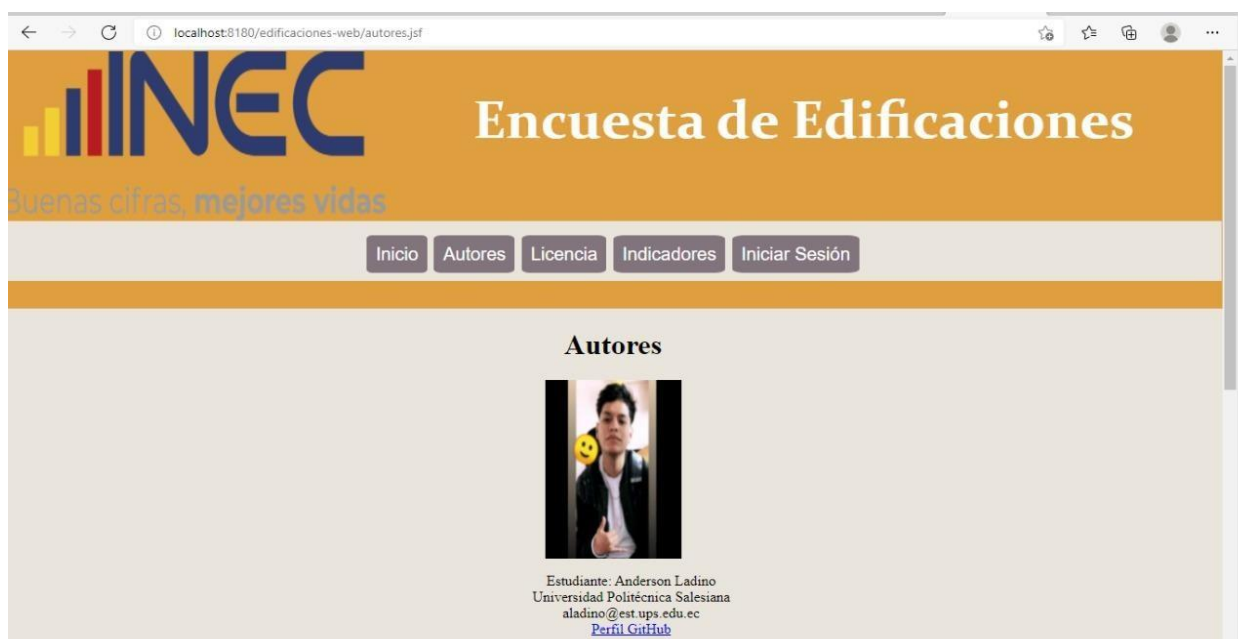 localhost:8180/edificaciones-web/autores.jsf
INEC
Buenas cifras, mejores vidas
Encuesta de Edificaciones
Inicio Autores Licencia Indicadores Iniciar Sesión
Autores
Estudiante: Anderson Ladino
Universidad Politécnica Salesiana
aladino@est.ups.edu.ec
Perfil GitHub